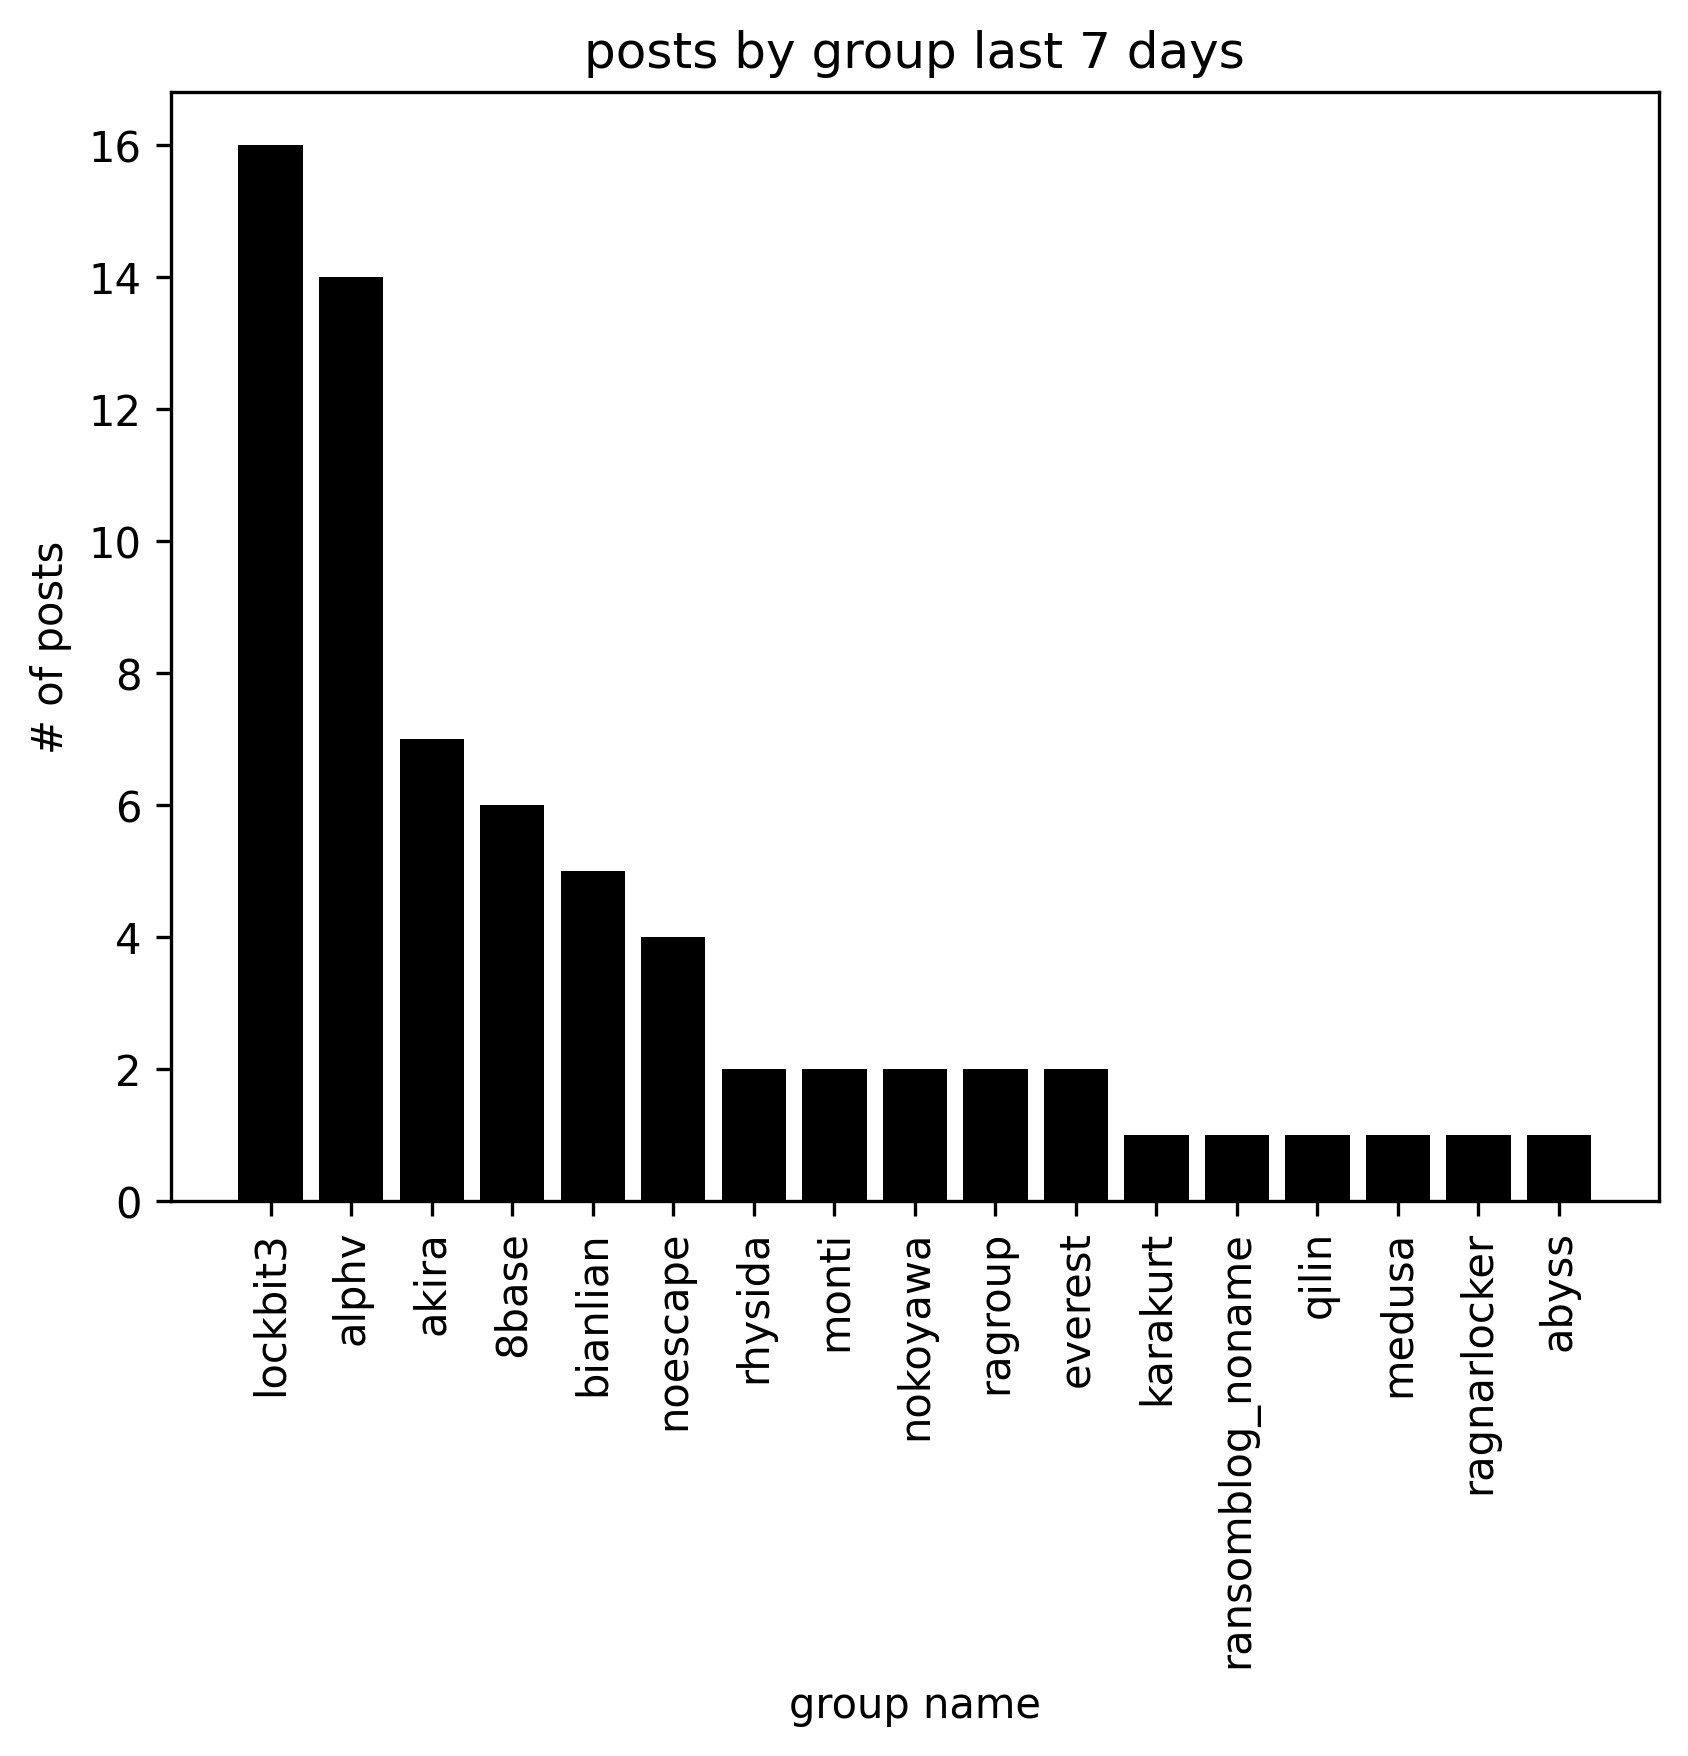 posts by group last 7 days
# of posts
16
14
12
10
8
6
4
2
0
lockbit3
alphv
akira
8base
bianlian
noescape
rhysida
monti
nokoyawa
ragroup
everest
karakurt
ransomblog_noname
qilin
medusa
ragnarlocker
abyss
group name